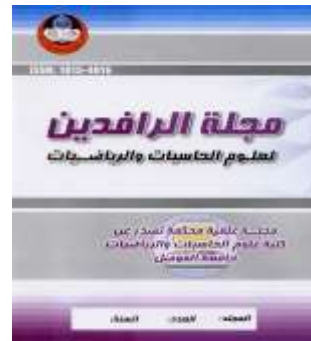 ISSN: 1815-4816
مجلة الرافدين
لعلوم الحاسبات والرياضيات
مجلة علمية محكمة تصدر عن
كلية علوم الحاسبات والرياضيات
جامعة الموصل
المجلد: العدد: السنة: